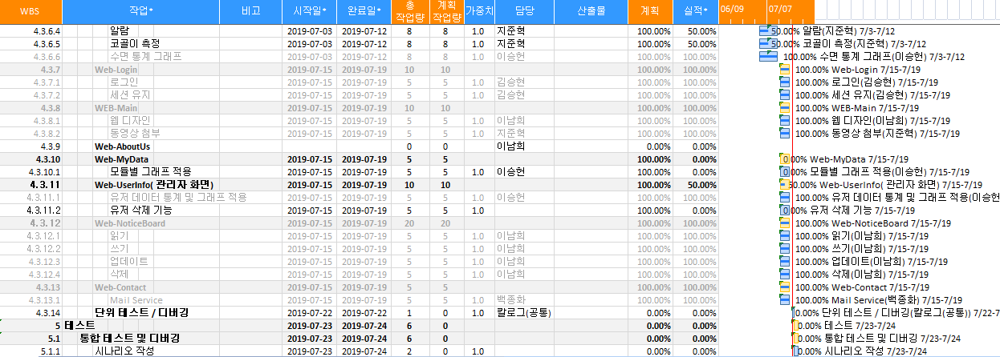 WBS 작업* 비고 시작일* 완료일* 총 작업량 계획 작업량 가중치 담당 산출물 계획 실적* 06/09 07/07
4.3.6.4 알람 2019-07-03 2019-07-12 8 8 1.0 지준혁 100.00% 50.00% 50.00% 알람(지준혁) 7/3-7/12
4.3.6.5 코골이 측정 2019-07-03 2019-07-12 8 8 1.0 지준혁 100.00% 50.00% 50.00% 코골이 측정(지준혁) 7/3-7/12
4.3.6.6 수면 통계 그래프 2019-07-03 2019-07-12 8 8 1.0 이승헌 100.00% 100.00% 100.00% 수면 통계 그래프(이승헌) 7/3-7/12
4.3.7 Web-Login 2019-07-15 2019-07-19 10 10 100.00% 100.00% 100.00% Web-Login 7/15-7/19
4.3.7.1 로그인 2019-07-15 2019-07-19 5 5 1.0 김승현 100.00% 100.00% 100.00% 로그인(김승현) 7/15-7/19
4.3.7.2 세션 유지 2019-07-15 2019-07-19 5 5 1.0 김승현 100.00% 100.00% 100.00% 세션 유지(김승현) 7/15-7/19
4.3.8 WEB-Main 2019-07-15 2019-07-19 10 10 100.00% 100.00% 100.00% WEB-Main 7/15-7/19
4.3.8.1 웹 디자인 2019-07-15 2019-07-19 5 5 1.0 이남희 100.00% 100.00% 100.00% 웹 디자인(이남희) 7/15-7/19
4.3.8.2 동영상 첨부 2019-07-15 2019-07-19 5 5 1.0 지준혁 100.00% 100.00% 100.00% 동영상 첨부(지준혁) 7/15-7/19
4.3.9 Web-AboutUs 0 0 이남희 0.00% 0.00%
4.3.10 Web-MyData 2019-07-15 2019-07-19 5 5 100.00% 0.00% 0.00% Web-MyData 7/15-7/19
4.3.10.1 모듈별 그래프 적용 2019-07-15 2019-07-19 5 5 1.0 이승헌 100.00% 0.00% 0.00% 모듈별 그래프 적용(이승헌) 7/15-7/19
4.3.11 Web-UserInfo( 관리자 화면) 2019-07-15 2019-07-19 10 10 100.00% 50.00% 50.00% Web-UserInfo( 관리자 화면) 7/15-7/19
4.3.11.1 유저 데이터 통계 및 그래프 적용 2019-07-15 2019-07-19 5 5 1.0 이승헌 100.00% 100.00% 100.00% 유저 데이터 통계 및 그래프 적용(이승헌
4.3.11.2 유저 삭제 기능 2019-07-15 2019-07-19 5 5 1.0 100.00% 0.00% 0.00% 유저 삭제 기능 7/15-7/19
4.3.12 Web-NoticeBoard 2019-07-15 2019-07-19 20 20 100.00% 100.00% 100.00% Web-NoticeBoard 7/15-7/19
4.3.12.1 읽기 2019-07-15 2019-07-19 5 5 1.0 이남희 100.00% 100.00% 100.00% 읽기(이남희) 7/15-7/19
4.3.12.2 쓰기 2019-07-15 2019-07-19 5 5 1.0 이남희 100.00% 100.00% 100.00% 쓰기(이남희) 7/15-7/19
4.3.12.3 업데이트 2019-07-15 2019-07-19 5 5 1.0 이남희 100.00% 100.00% 100.00% 업데이트(이남희) 7/15-7/19
4.3.12.4 삭제 2019-07-15 2019-07-19 5 5 1.0 이남희 100.00% 100.00% 100.00% 삭제(이남희) 7/15-7/19
4.3.13 Web-Contact 2019-07-15 2019-07-19 5 5 100.00% 100.00% 100.00% Web-Contact 7/15-7/19
4.3.13.1 Mail Service 2019-07-15 2019-07-19 5 5 1.0 백종화 100.00% 100.00% 100.00% Mail Service(백종화) 7/15-7/19
4.3.14 단위 테스트 / 디버깅 2019-07-22 2019-07-22 1 0 1.0 칼로그(공통) 0.00% 0.00% 0.00% 단위 테스트 / 디버깅(칼로그(공통)) 7/22-7
5 테스트 2019-07-23 2019-07-24 6 0 0.00% 0.00% 0.00% 테스트 7/23-7/24
5.1 통합 테스트 및 디버깅 2019-07-23 2019-07-24 6 0 0.00% 0.00% 0.00% 통합 테스트 및 디버깅 7/23-7/24
5.1.1 시나리오 작성 2019-07-23 2019-07-24 2 0 1.0 0.00% 0.00% 0.00% 시나리오 작성 7/23-7/24